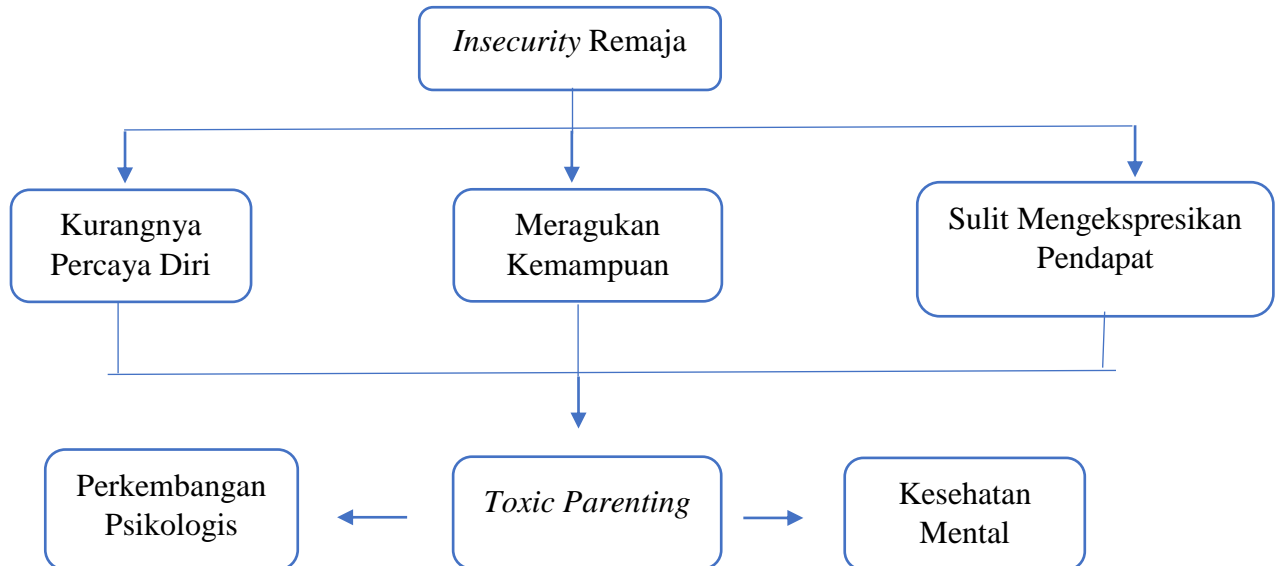 Insecurity Remaja
Kurangnya
Percaya Diri
Meragukan
Kemampuan
Sulit Mengekspresikan
Pendapat
Perkembangan
Psikologis
Toxic Parenting
Kesehatan
Mental